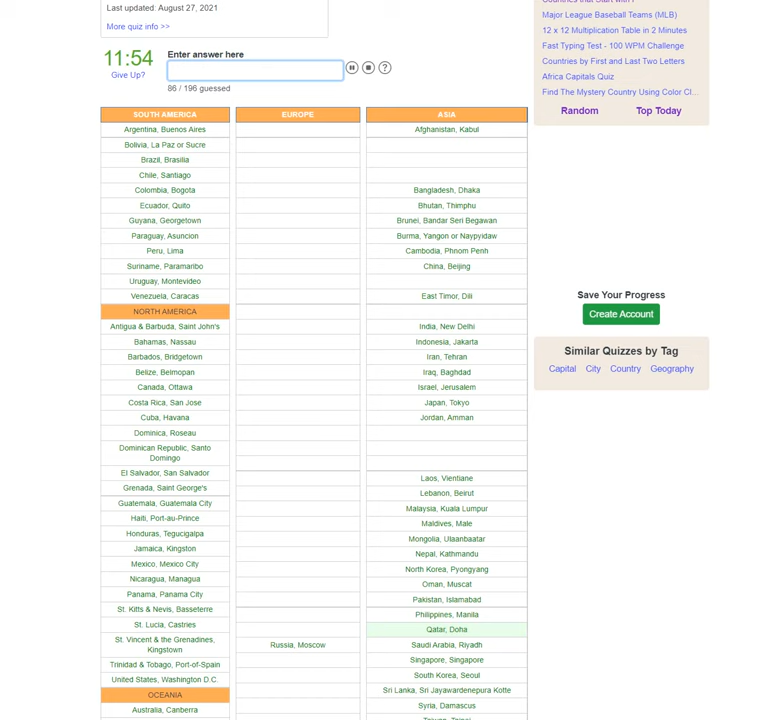 Last updated: August 27, 2021
More quiz info >>
11:54
Give Up?
Enter answer here
86 / 196 guessed
SOUTH AMERICA
Argentina, Buenos Aires
Bolivia, La Paz or Sucre
Brazil, Brasilia
Chile, Santiago
Colombia, Bogota
Ecuador, Quito
Guyana, Georgetown
Paraguay, Asuncion
Peru, Lima
Suriname, Paramaribo
Uruguay, Montevideo
Venezuela, Caracas
NORTH AMERICA
Antigua & Barbuda, Saint John's
Bahamas, Nassau
Barbados, Bridgetown
Belize, Belmopan
Canada, Ottawa
Costa Rica, San Jose
Cuba, Havana
Dominica, Roseau
Dominican Republic, Santo
Domingo
El Salvador, San Salvador
Grenada, Saint George's
Guatemala, Guatemala City
Haiti, Port-au-Prince
Honduras, Tegucigalpa
Jamaica, Kingston
Mexico, Mexico City
Nicaragua, Managua
Panama, Panama City
St. Kitts & Nevis, Basseterre
St. Lucia, Castries
St. Vincent & the Grenadines,
Kingstown
Trinidad & Tobago, Port-of-Spain
United States, Washington D.C.
OCEANIA
Australia, Canberra
EUROPE
Russia, Moscow
ASIA
Afghanistan, Kabul
Bangladesh, Dhaka
Bhutan, Thimphu
Brunei, Bandar Seri Begawan
Burma, Yangon or Naypyidaw
Cambodia, Phnom Penh
China, Beijing
East Timor, Dili
India, New Delhi
Indonesia, Jakarta
Iran, Tehran
Iraq, Baghdad
Israel, Jerusalem
Japan, Tokyo
Jordan, Amman
Laos, Vientiane
Lebanon, Beirut
Malaysia, Kuala Lumpur
Maldives, Male
Mongolia, Ulaanbaatar
Nepal, Kathmandu
North Korea, Pyongyang
Oman, Muscat
Pakistan, Islamabad
Philippines, Manila
Qatar, Doha
Saudi Arabia, Riyadh
Singapore, Singapore
South Korea, Seoul
Sri Lanka, Sri Jayawardenepura Kotte
Syria, Damascus
Taiwan, Taipei
Major League Baseball Teams (MLB)
12 x 12 Multiplication Table in 2 Minutes
Fast Typing Test - 100 WPM Challenge
Countries by First and Last Two Letters
Africa Capitals Quiz
Find The Mystery Country Using Color Cl...
Random Top Today
Save Your Progress
Create Account
Similar Quizzes by Tag
Capital City Country Geography